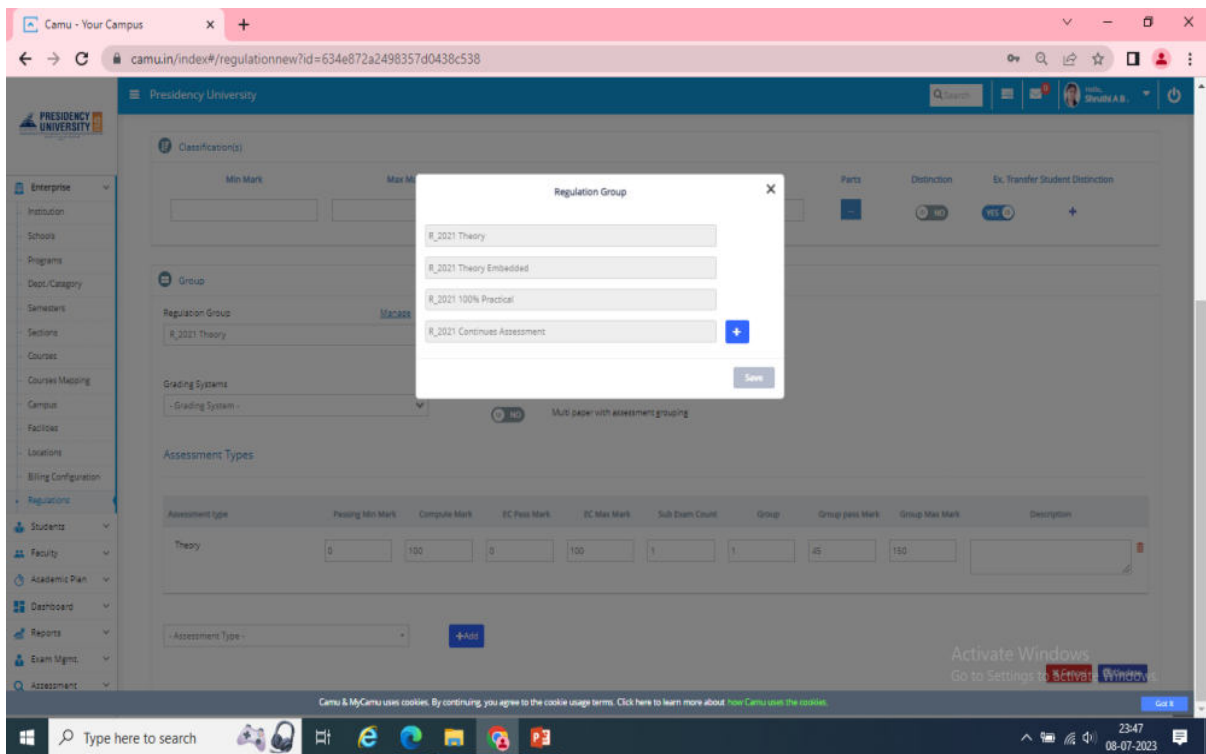 Camu - Your Campus
camu.in/index#/regulationnew?id=634e872a2498357d0438c538
Presidency University
Search
Hello,
Shruthi A B .
PRESIDENCY
UNIVERSITY
Classification(s)
Min Mark
Parts
Distinction
Ex. Transfer Student Distinction
NO
YES
Regulation Group
R_2021 Theory
R_2021 Theory Embedded
R_2021 100% Practical
R_2021 Continues Assessment
Save
Enterprise
Institution
Schools
Programs
Dept./Category
Semesters
Sections
Courses
Courses Mapping
Campus
Facilities
Locations
Billing Configuration
Regulations
Students
Faculty
Academic Plan
Dashboard
Reports
Exam Mgmt.
Assessment
Group
Regulation Group
Manage
R_2021 Theory
Grading Systems
- Grading System -
NO
Multi paper with assessment grouping
Assessment Types
Assessment type Passing Min Mark Compute Mark EC Pass Mark EC Max Mark Sub Exam Count Group Group pass Mark Group Max Mark Description
Theory 0 100 0 100 1 1 45 150
- Assessment Type -
+Add
Activate Windows
Go to Settings to activate Windows.
Camu & MyCamu uses cookies. By continuing, you agree to the cookie usage terms. Click here to learn more about how Camu uses the cookies.
Got It
Type here to search
23:47
08-07-2023